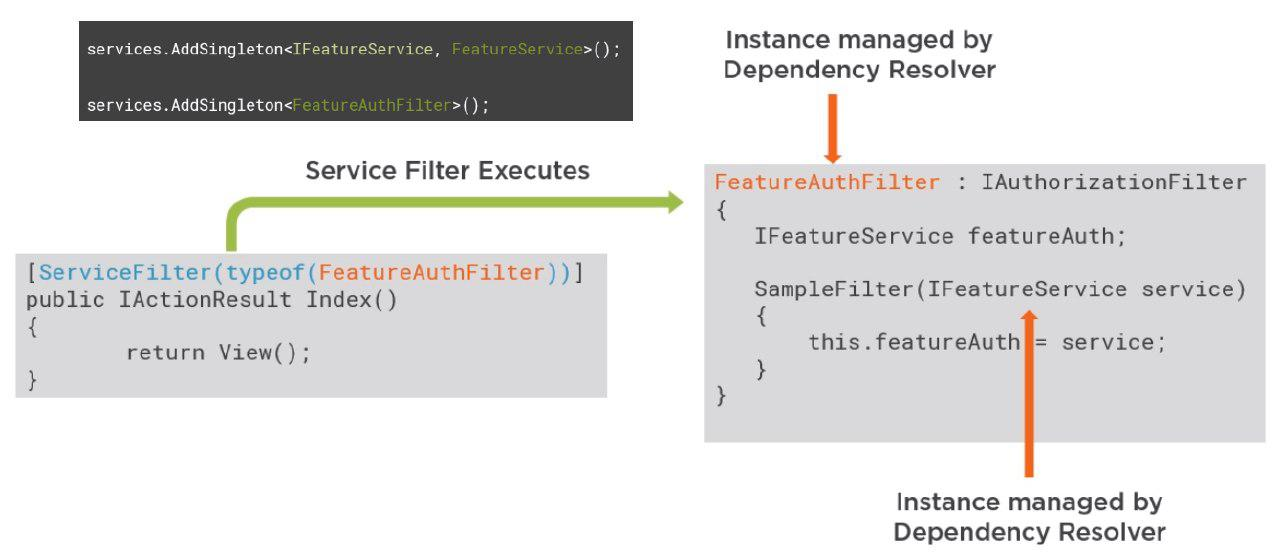 services.AddSingleton<IFeatureService, FeatureService>();
services.AddSingleton<FeatureAuthFilter>();
Instance managed by
Dependency Resolver
Service Filter Executes
[ServiceFilter(typeof(FeatureAuthFilter))]
public IActionResult Index()
{
return View();
}
FeatureAuthFilter : IAuthorizationFilter
{
IFeatureService featureAuth;
SampleFilter(IFeatureService service)
{
this.featureAuth = service;
}
}
Instance managed by
Dependency Resolver